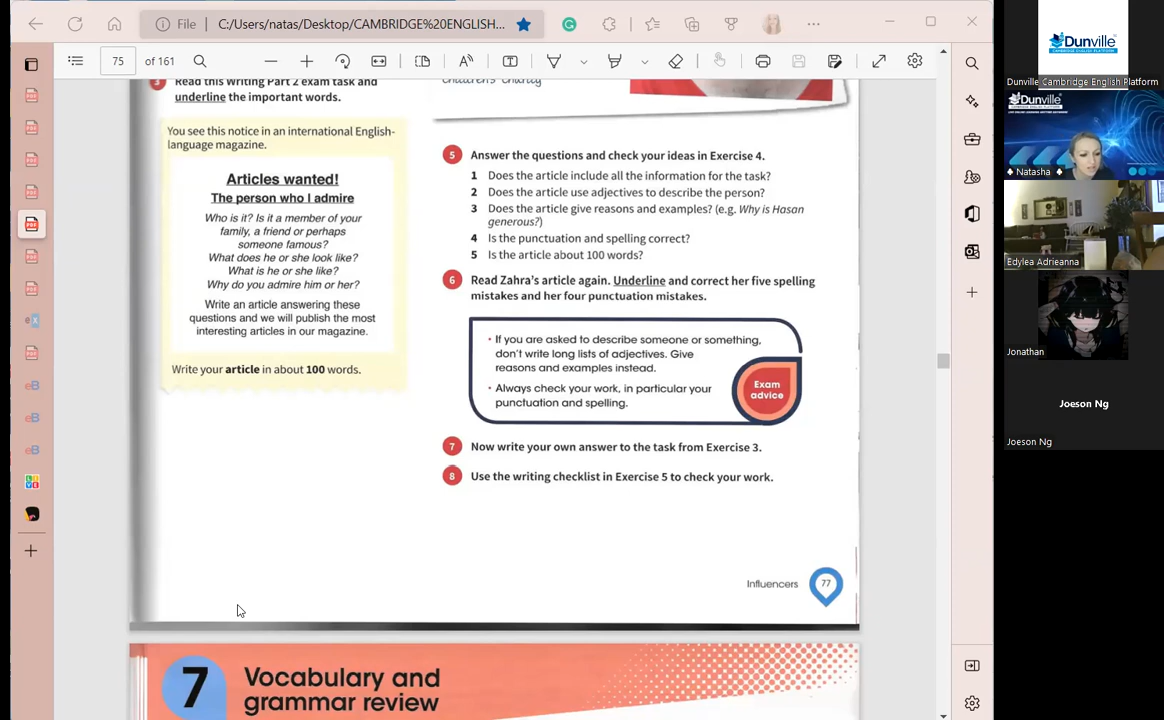 File
C:/Users/natas/Desktop/CAMBRIDGE%20ENGLISH...
75 of 161
3 Read this writing Part 2 exam task and
underline the important words.
You see this notice in an international English-
language magazine.
Articles wanted!
The person who I admire
Who is it? Is it a member of your
family, a friend or perhaps
someone famous?
What does he or she look like?
What is he or she like?
Why do you admire him or her?
Write an article answering these
questions and we will publish the most
interesting articles in our magazine.
Write your article in about 100 words.
Children's Charity
5 Answer the questions and check your ideas in Exercise 4.
1 Does the article include all the information for the task?
2 Does the article use adjectives to describe the person?
3 Does the article give reasons and examples? (e.g. Why is Hasan
generous?)
4 Is the punctuation and spelling correct?
5 Is the article about 100 words?
6 Read Zahra's article again. Underline and correct her five spelling
mistakes and her four punctuation mistakes.
• If you are asked to describe someone or something,
don't write long lists of adjectives. Give
reasons and examples instead.
• Always check your work, in particular your
punctuation and spelling.
Exam
advice
7 Now write your own answer to the task from Exercise 3.
8 Use the writing checklist in Exercise 5 to check your work.
Influencers 77
7 Vocabulary and
grammar review
Dunville
Dunville Cambridge English Platform
Dunville
Natasha
Edylea Adrieanna
Jonathan
Joeson Ng
Joeson Ng